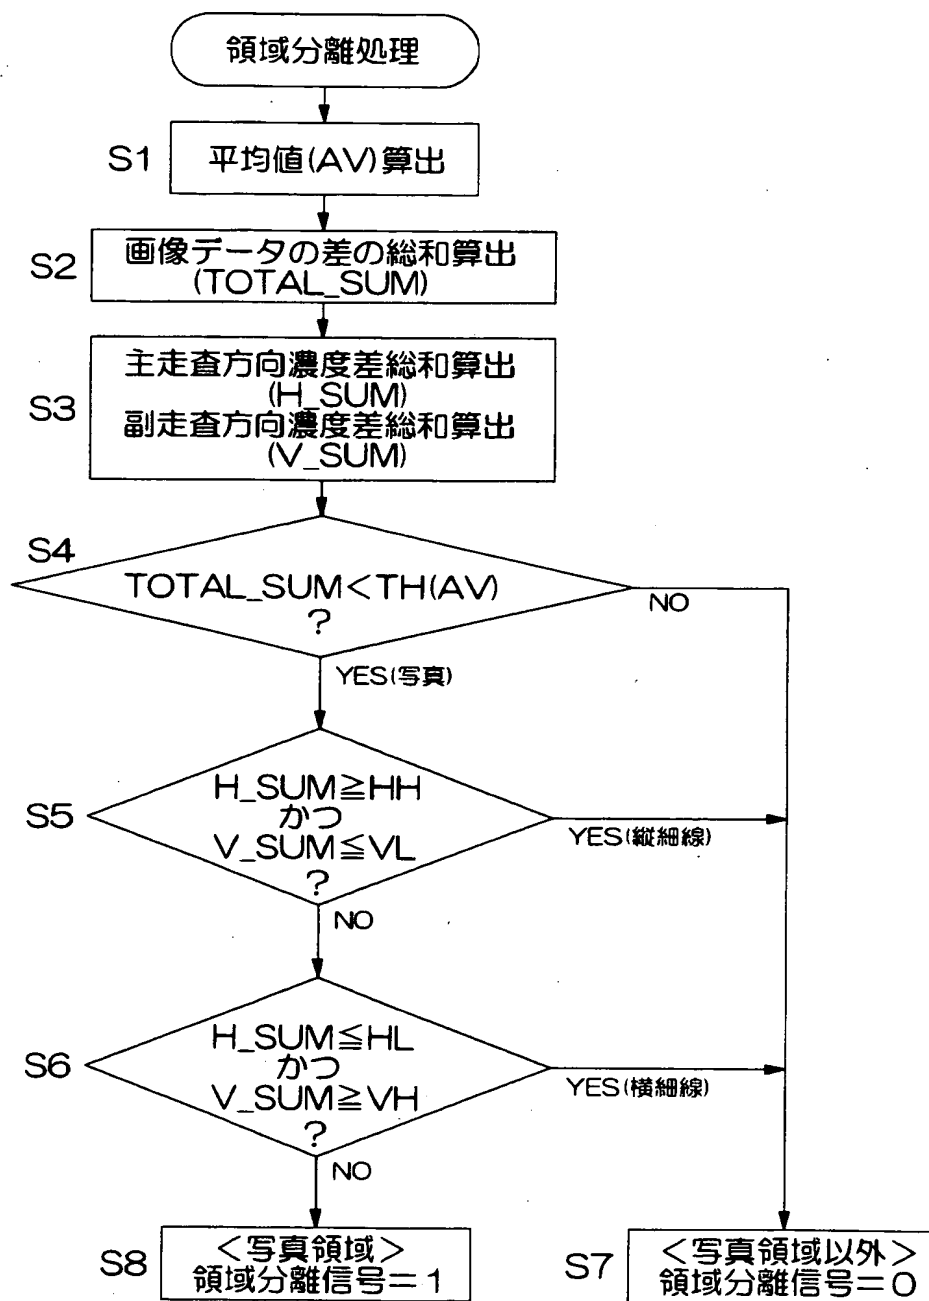 領域分離処理
S1
平均値(AV)算出
S2
画像データの差の総和算出
(TOTAL_SUM)
S3
主走査方向濃度差総和算出
(H_SUM)
副走査方向濃度差総和算出
(V_SUM)
S4
TOTAL_SUM<TH(AV)
?
NO
YES(写真)
S5
H_SUM≧HH
かつ
V_SUM≦VL
?
YES(縦細線)
NO
S6
H_SUM≦HL
かつ
V_SUM≧VH
?
YES(横細線)
NO
S8
<写真領域>
領域分離信号=1
S7
<写真領域以外>
領域分離信号=0